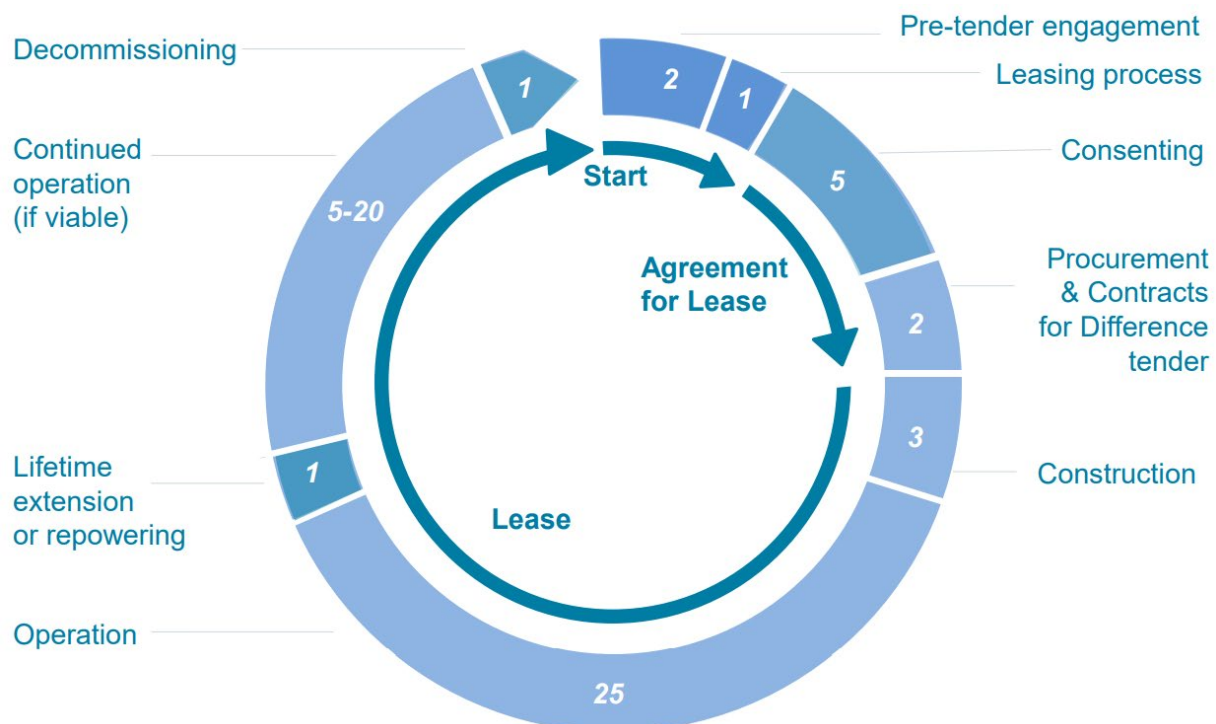 Pre-tender engagement
Leasing process
Consenting
Procurement
& Contracts
for Difference
tender
Construction
Operation
Lifetime
extension
or repowering
Continued
operation
(if viable)
Decommissioning
2
1
5
2
3
25
1
5-20
1
Start
Agreement
for Lease
Lease